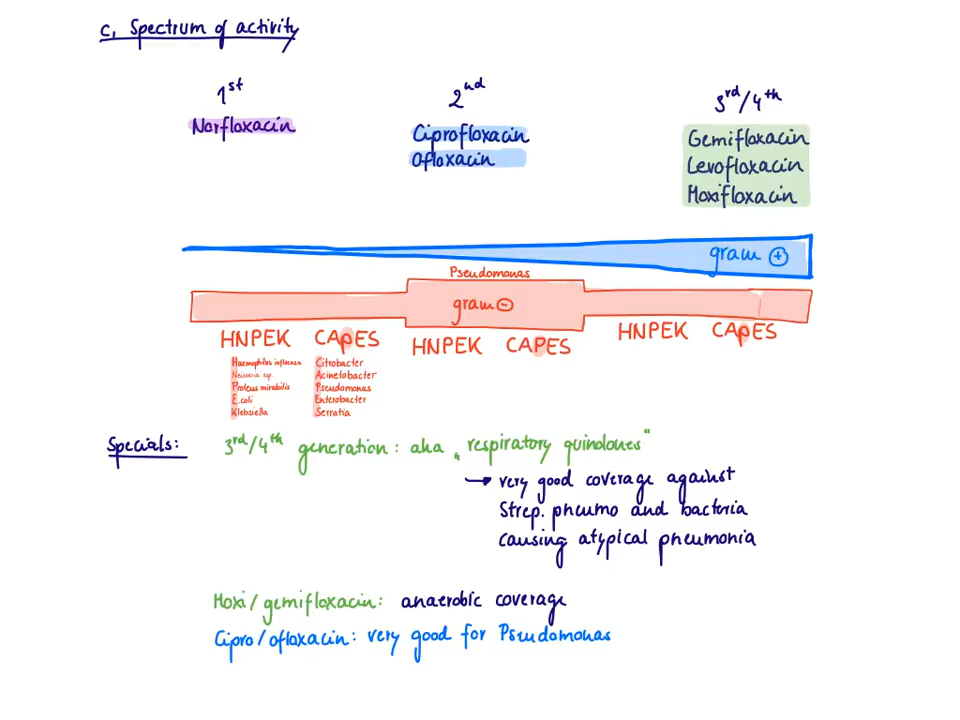 c, Spectrum of activity
1st
2nd
3rd/4th
Norfloxacin
Ciprofloxacin
Ofloxacin
Gemifloxacin
Levofloxacin
Moxifloxacin
gram +
Pseudomonas
gram -
HNPEK CAPES
HNPEK CAPES
HNPEK CAPES
Haemophilus influenza
Neisseria ssp.
Proteus mirabilis
E.coli
Klebsiella
Citrobacter
Acinetobacter
Pseudomonas
Enterobacter
Serratia
Specials: 3rd/4th generation: aka „respiratory quinolones"
→ very good coverage against
Strep. pneumo and bacteria
causing atypical pneumonia
Moxi/gemifloxacin: anaerobic coverage
Cipro/ofloxacin: very good for Pseudomonas